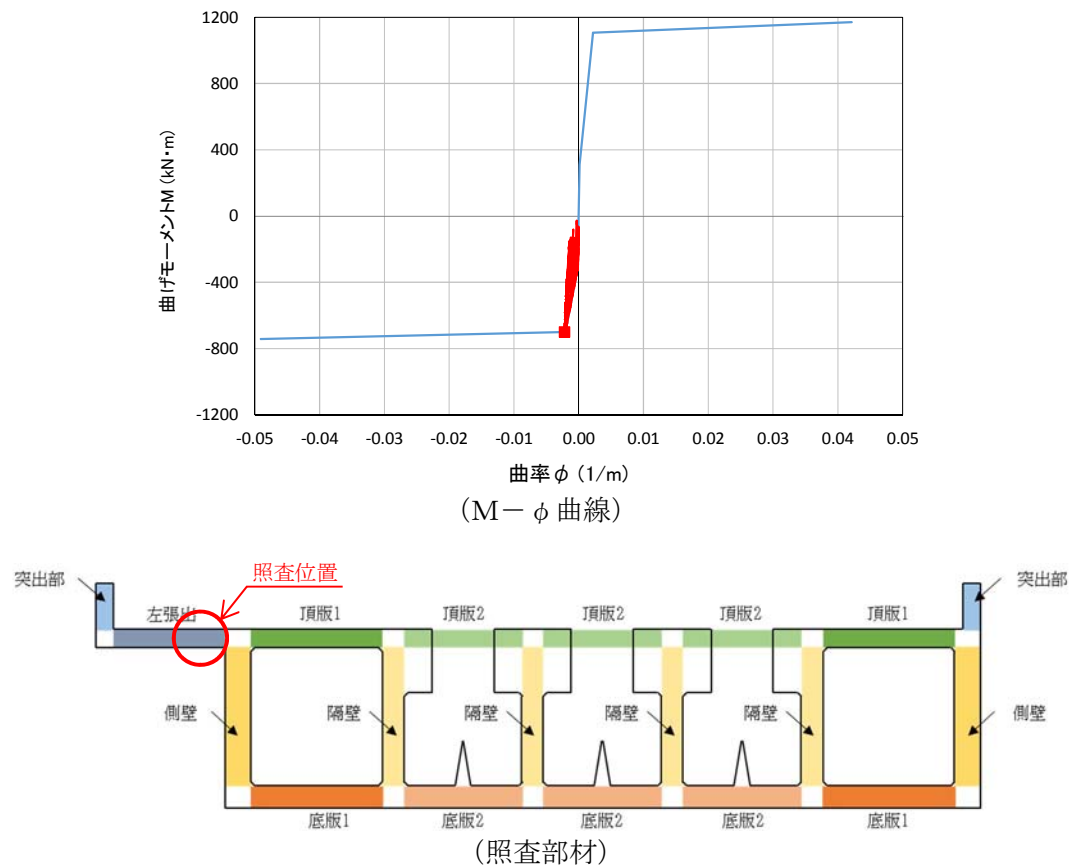 1200
800
400
0
-400
-800
-1200
曲げモーメントM (kN・m)
-0.05 -0.04 -0.03 -0.02 -0.01 0.00 0.01 0.02 0.03 0.04 0.05
曲率φ (1/m)
(M－φ曲線)
照査位置
突出部 突出部
左張出 頂版1 頂版2 頂版2 頂版2 頂版1
側壁 隔壁 隔壁 隔壁 隔壁 側壁
底版1 底版2 底版2 底版2 底版1
(照査部材)